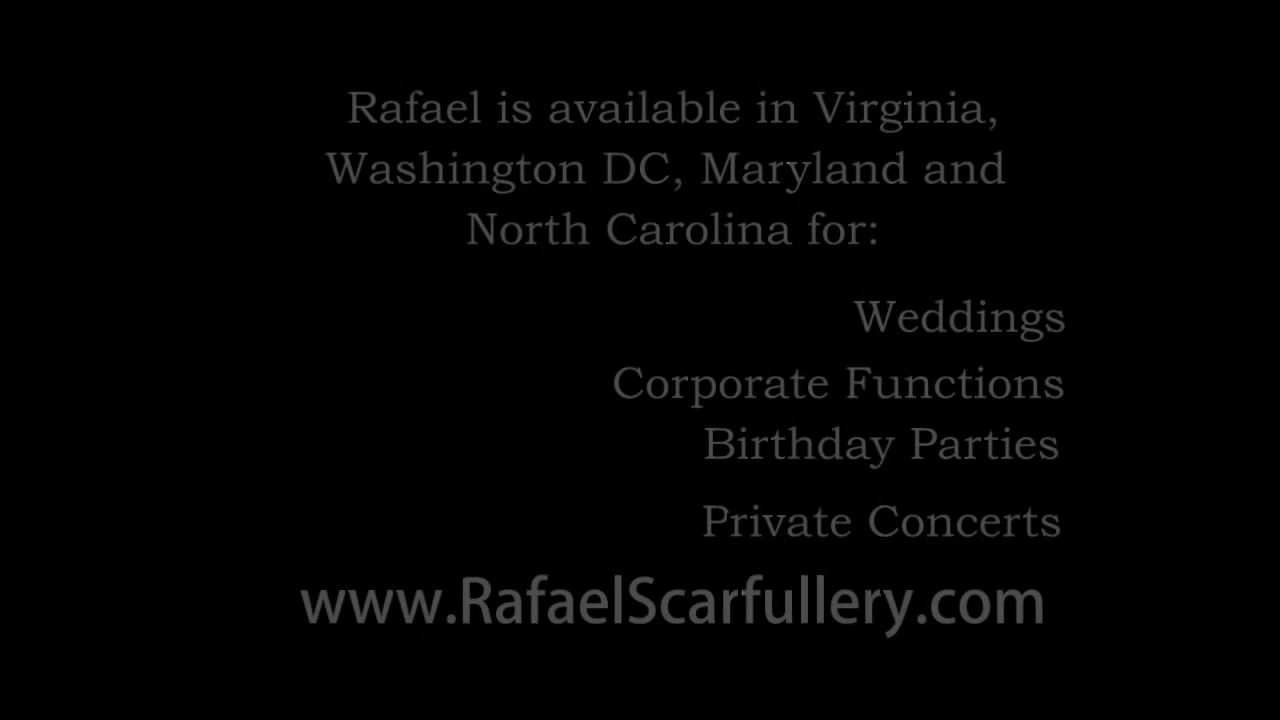 Rafael is available in Virginia,
Washington DC, Maryland and
North Carolina for:
Weddings
Corporate Functions
Birthday Parties
Private Concerts
www.RafaelScarfullery.com